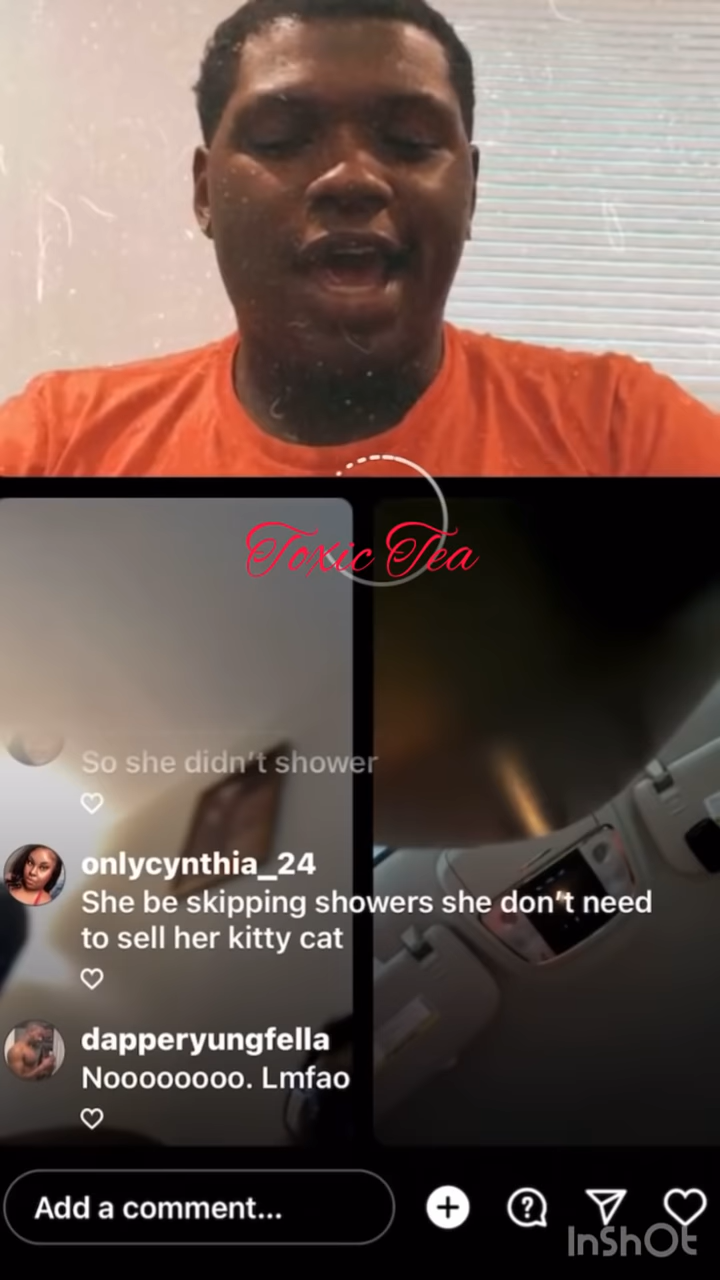 Toxic Tea
So she didn't shower
onlycynthia_24
She be skipping showers she don't need
to sell her kitty cat
dapperyungfella
Noooooooo. Lmfao
Add a comment...
InShOt